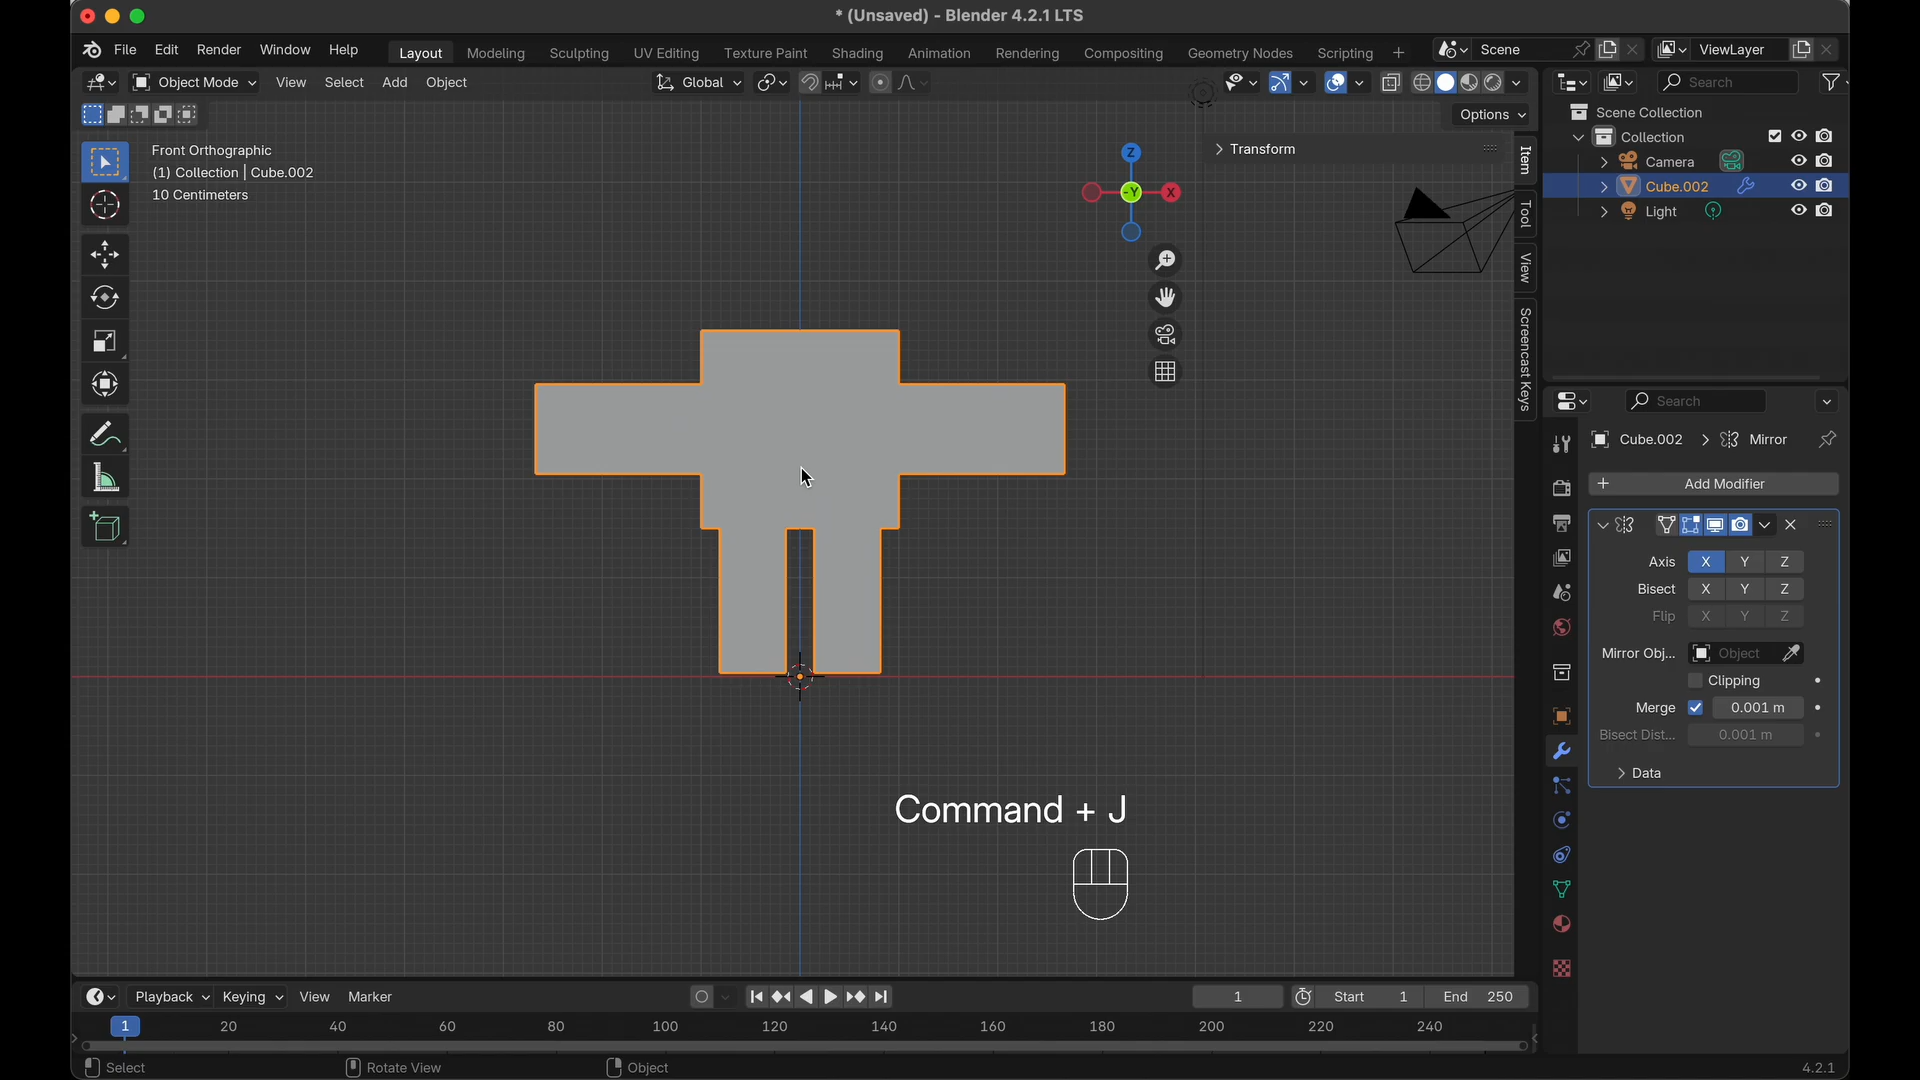 * (Unsaved) - Blender 4.2.1 LTS
File Edit Render Window Help Layout Modeling Sculpting UV Editing Texture Paint Shading Animation Rendering Compositing Geometry Nodes Scripting + Scene ViewLayer
Object Mode View Select Add Object Global Search
Options
Front Orthographic
(1) Collection | Cube.002
10 Centimeters
Transform
Z
-Y
X
Item
Tool
View
Screencast Keys
Scene Collection
Collection
Camera
Cube.002
Light
Search
Cube.002 Mirror
+ Add Modifier
Axis X Y Z
Bisect X Y Z
Flip X Y Z
Mirror Obj... Object
Clipping
Merge 0.001 m
Bisect Dist... 0.001 m
Data
Command + J
Playback Keying View Marker 1 Start 1 End 250
1 20 40 60 80 100 120 140 160 180 200 220 240
Select Rotate View Object 4.2.1